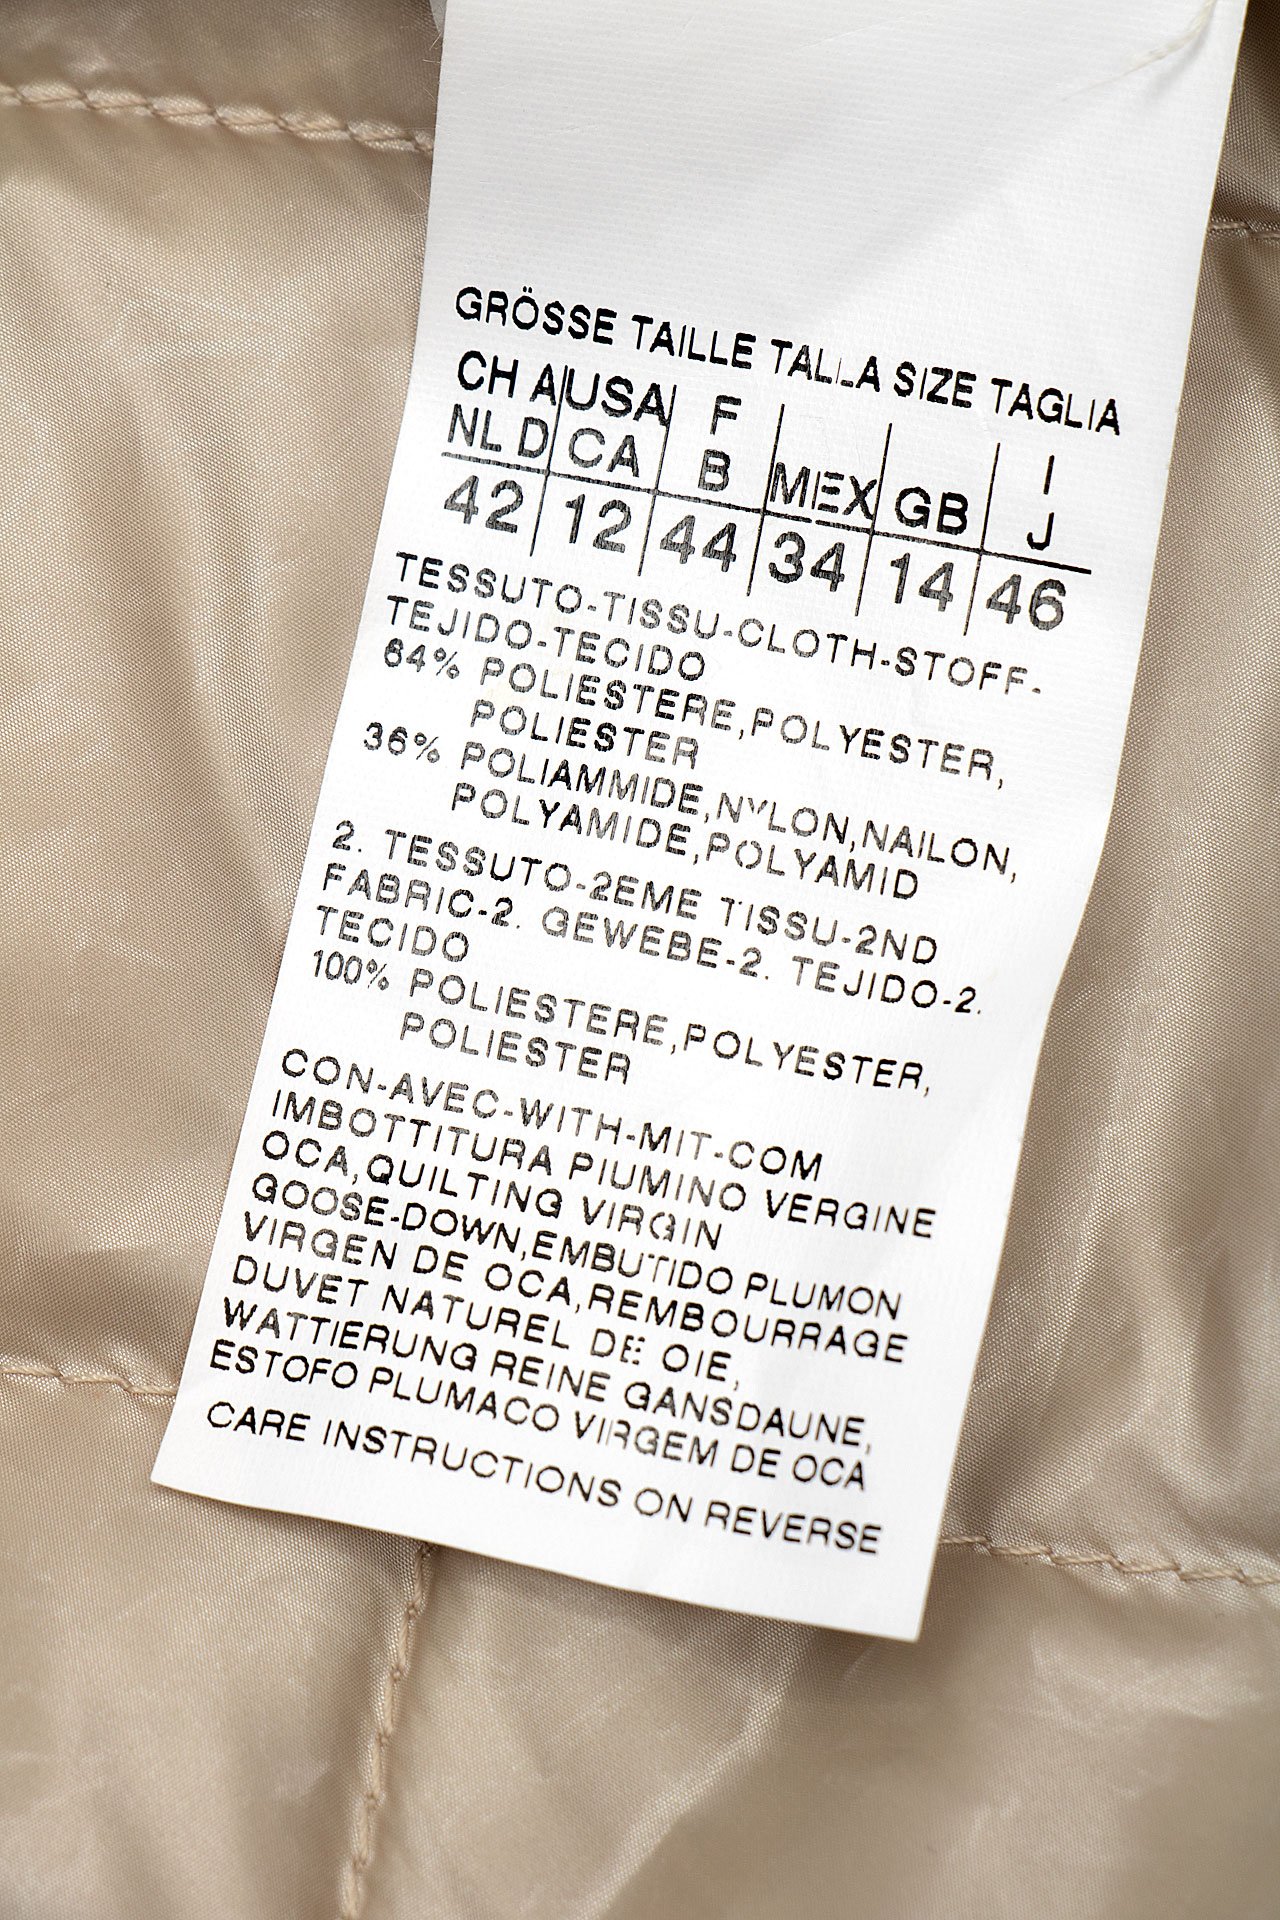 GRÖSSE TAILLE TALLA SIZE TAGLIA
CH A USA F MEX GB I
NL D CA B J
42 12 44 34 14 46
TESSUTO-TISSU-CLOTH-STOFF-
TEJIDO-TECIDO
64% POLIESTERE,POLYESTER,
POLIESTER
36% POLIAMMIDE,NYLON,NAILON,
POLYAMIDE,POLYAMID
2. TESSUTO-2EME TISSU-2ND
FABRIC-2. GEWEBE-2. TEJIDO-2.
TECIDO
100% POLIESTERE,POLYESTER,
POLIESTER
CON-AVEC-WITH-MIT-COM
IMBOTTITURA PIUMINO VERGINE
OCA,QUILTING VIRGIN
GOOSE-DOWN,EMBUTIDO PLUMON
VIRGEN DE OCA,REMBOURRAGE
DUVET NATUREL DE OIE,
WATTIERUNG REINE GANSDAUNE,
ESTOFO PLUMACO VIRGEM DE OCA
CARE INSTRUCTIONS ON REVERSE